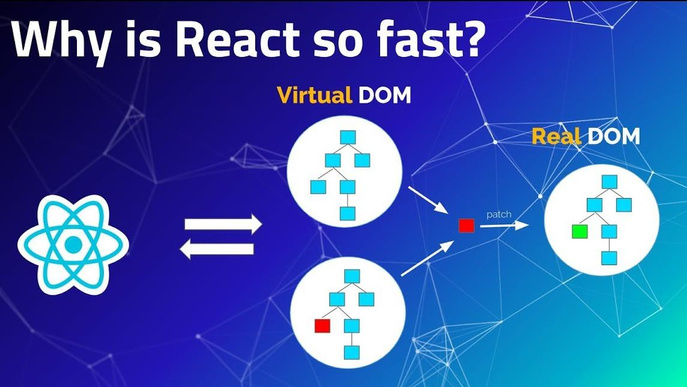 Why is React so fast?
Virtual DOM
Real DOM
patch